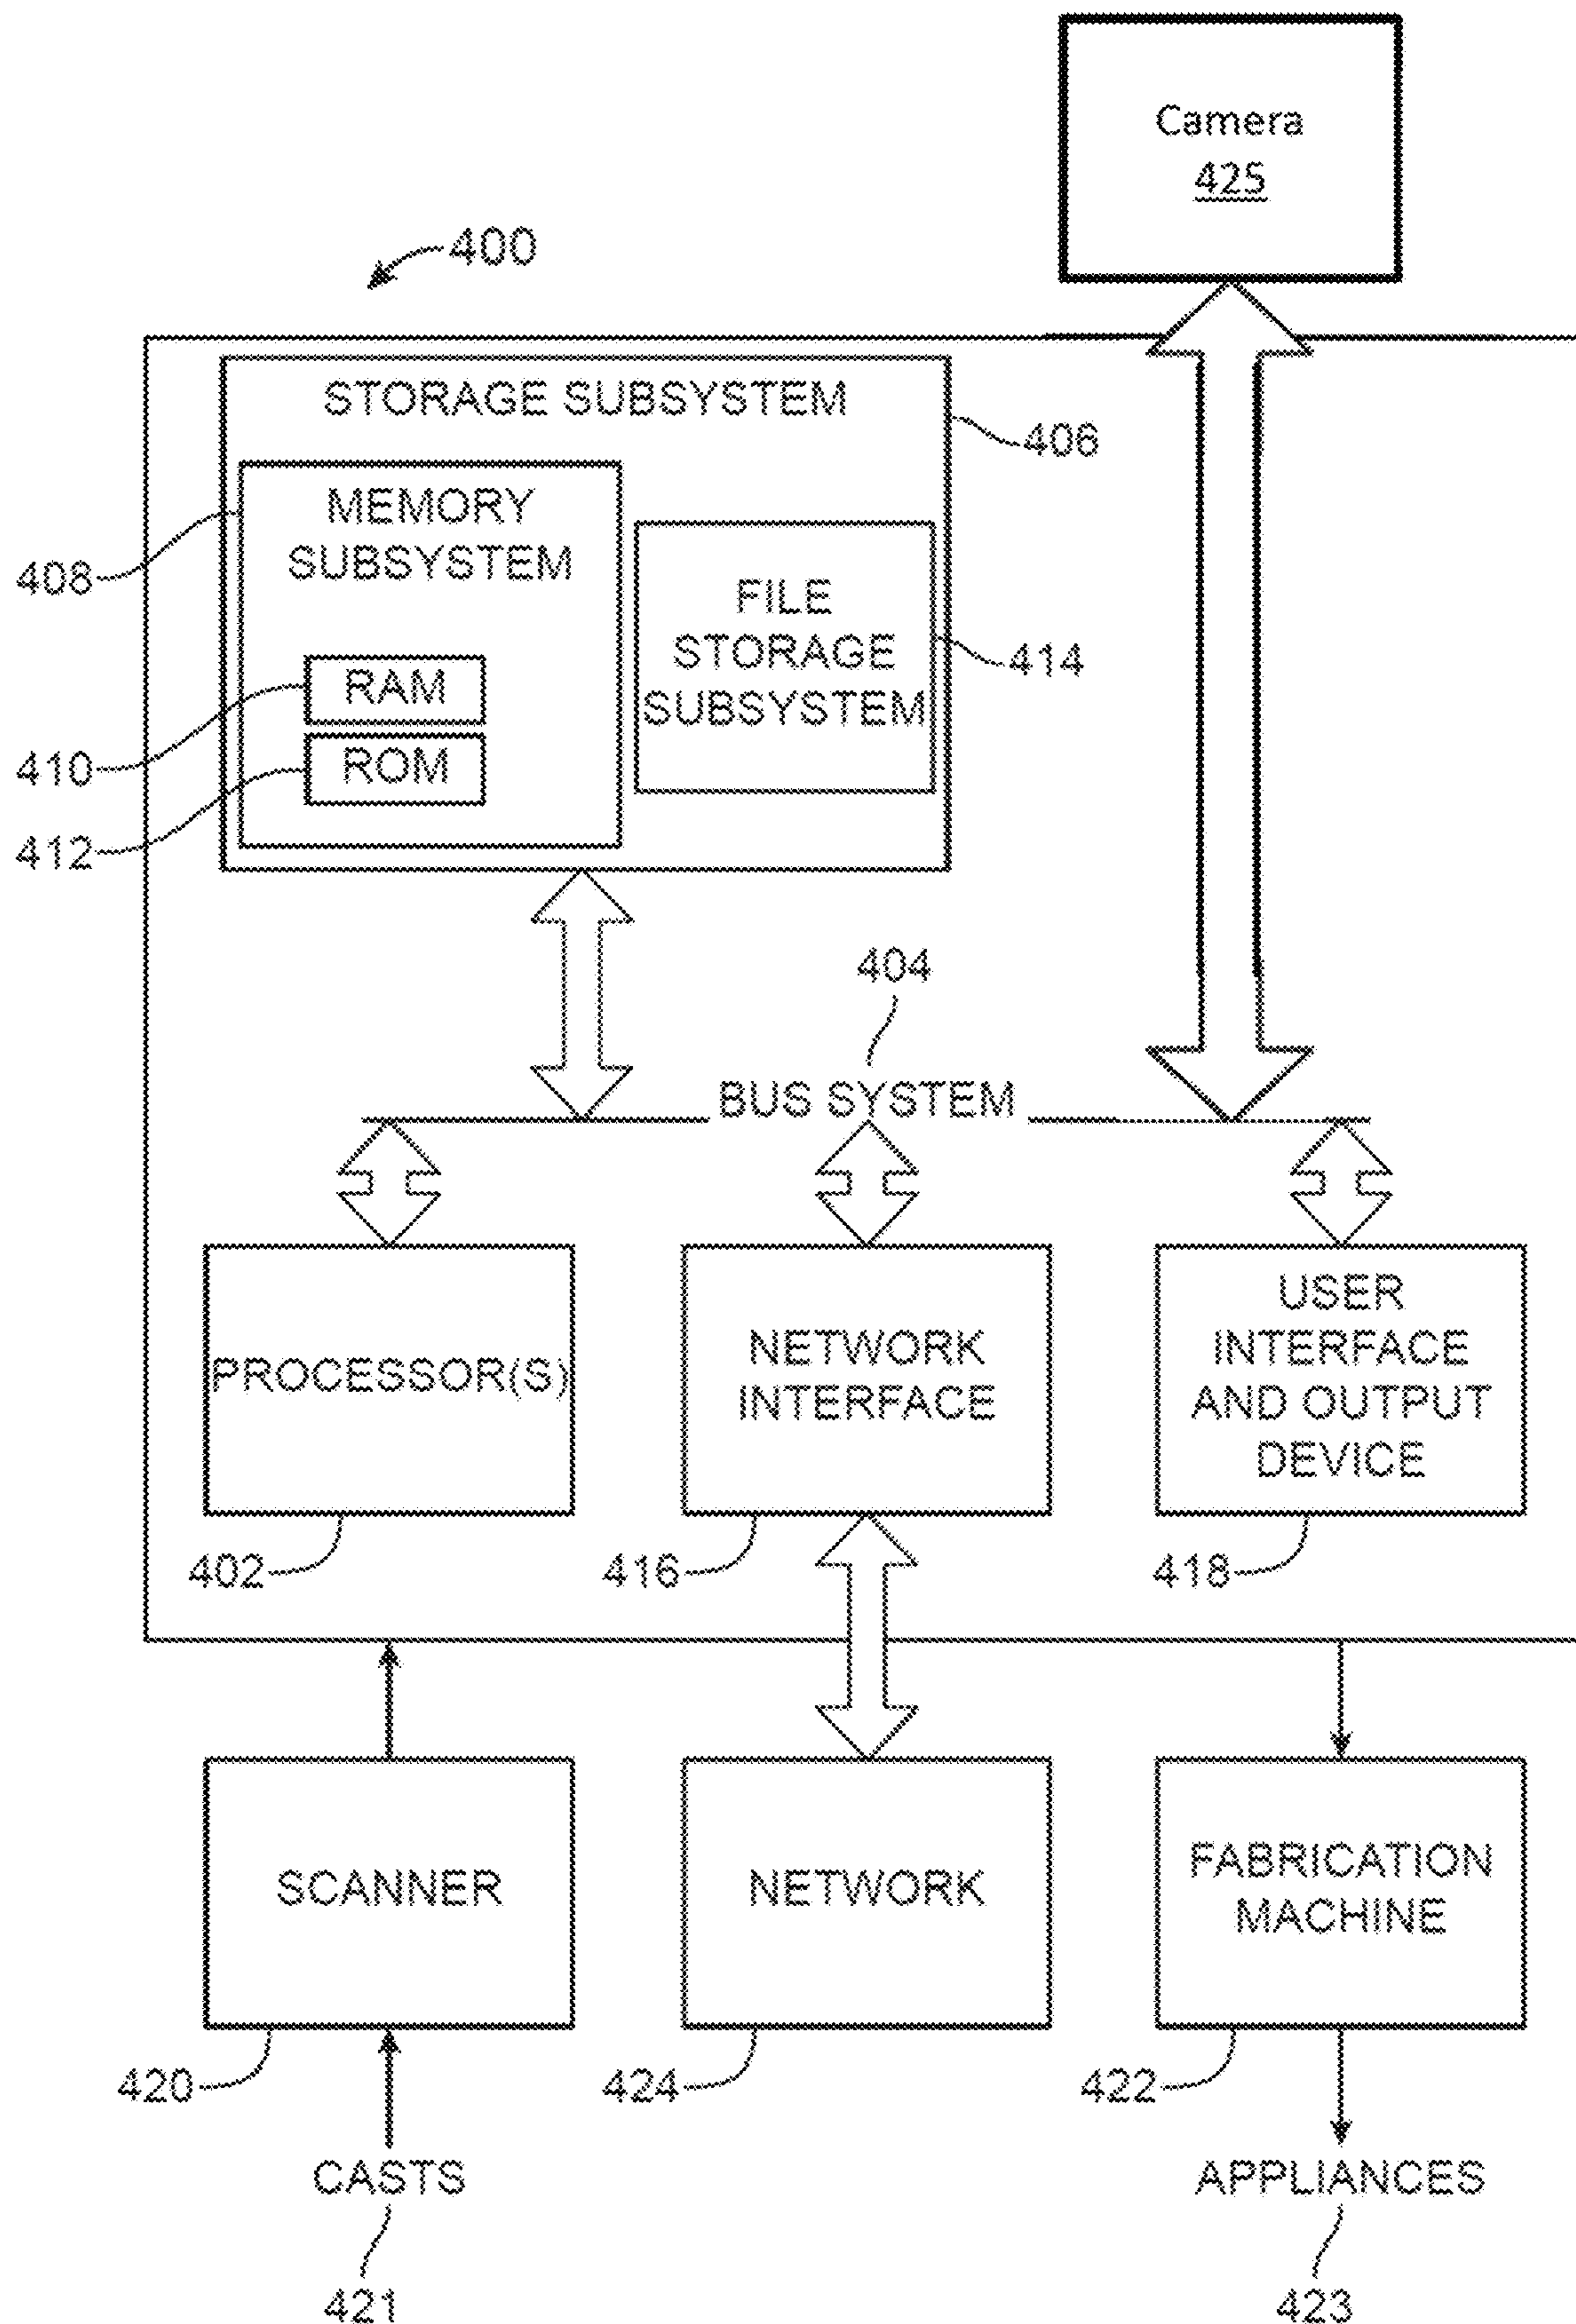 Camera
425
400
STORAGE SUBSYSTEM
406
MEMORY
SUBSYSTEM
408
FILE
STORAGE
SUBSYSTEM
414
RAM
410
ROM
412
404
BUS SYSTEM
PROCESSOR(S)
NETWORK
INTERFACE
USER
INTERFACE
AND OUTPUT
DEVICE
402
416
418
SCANNER
NETWORK
FABRICATION
MACHINE
420
424
422
CASTS
APPLIANCES
421
423